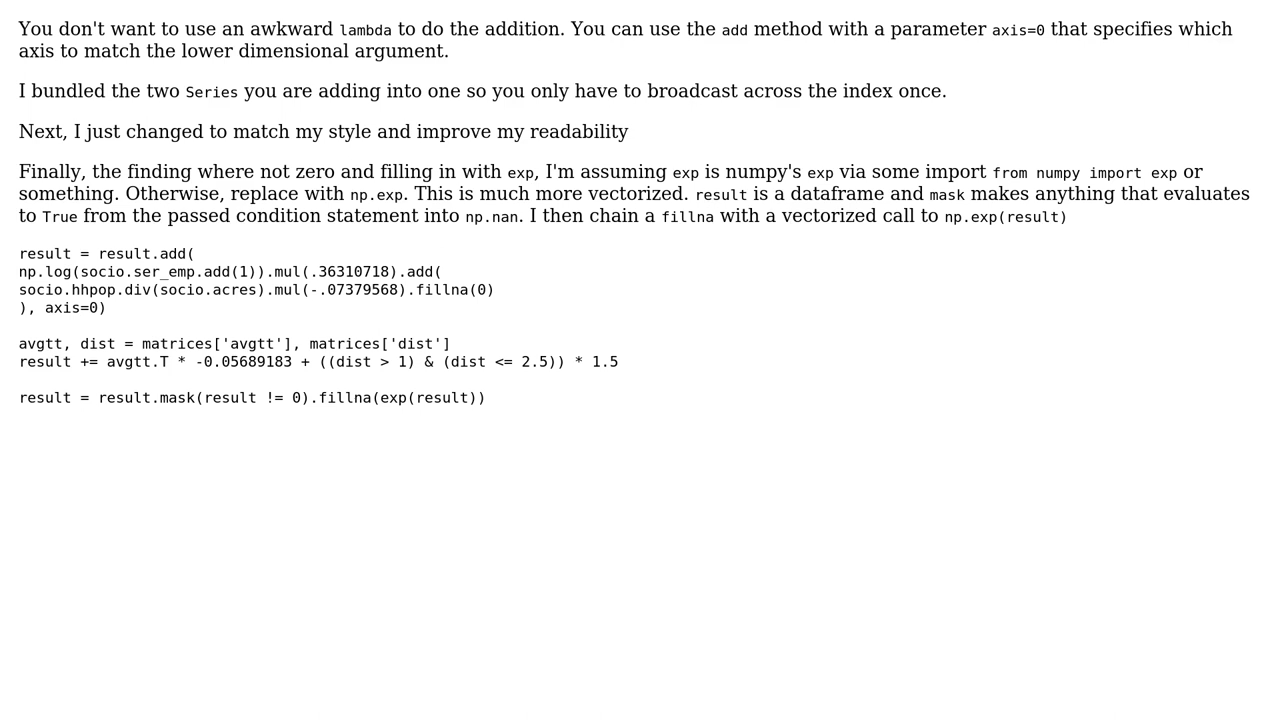 You don't want to use an awkward lambda to do the addition. You can use the add method with a parameter axis=0 that specifies which
axis to match the lower dimensional argument.
I bundled the two Series you are adding into one so you only have to broadcast across the index once.
Next, I just changed to match my style and improve my readability
Finally, the finding where not zero and filling in with exp, I'm assuming exp is numpy's exp via some import from numpy import exp or
something. Otherwise, replace with np.exp. This is much more vectorized. result is a dataframe and mask makes anything that evaluates
to True from the passed condition statement into np.nan. I then chain a fillna with a vectorized call to np.exp(result)
result = result.add(
np.log(socio.ser_emp.add(1)).mul(.36310718).add(
socio.hhpop.div(socio.acres).mul(-.07379568).fillna(0)
), axis=0)
avgtt, dist = matrices['avgtt'], matrices['dist']
result += avgtt.T * -0.05689183 + ((dist > 1) & (dist <= 2.5)) * 1.5
result = result.mask(result != 0).fillna(exp(result))